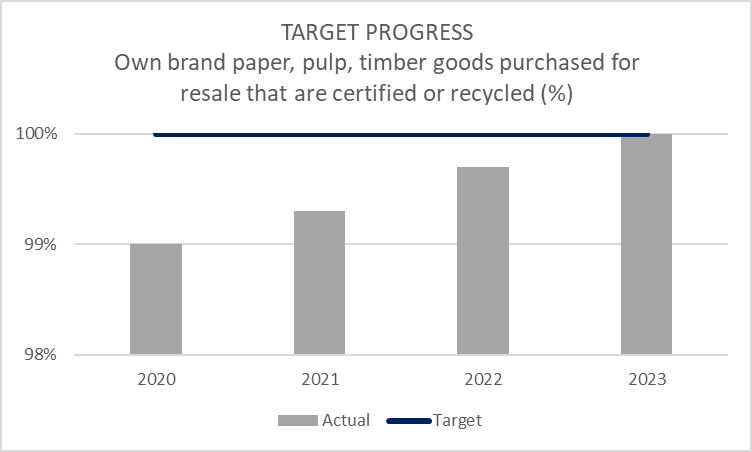 TARGET PROGRESS
Own brand paper, pulp, timber goods purchased for
resale that are certified or recycled (%)
100%
99%
98%
2020 2021 2022 2023
Actual Target